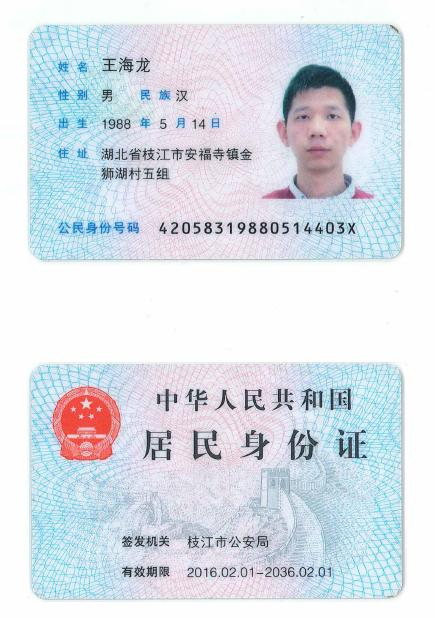 姓名 王海龙
性别 男 民族 汉
出生 1988 年 5 月 14 日
住址 湖北省枝江市安福寺镇金
狮湖村五组
公民身份号码 42058319880514403X
中华人民共和国
居民身份证
签发机关 枝江市公安局
有效期限 2016.02.01-2036.02.01